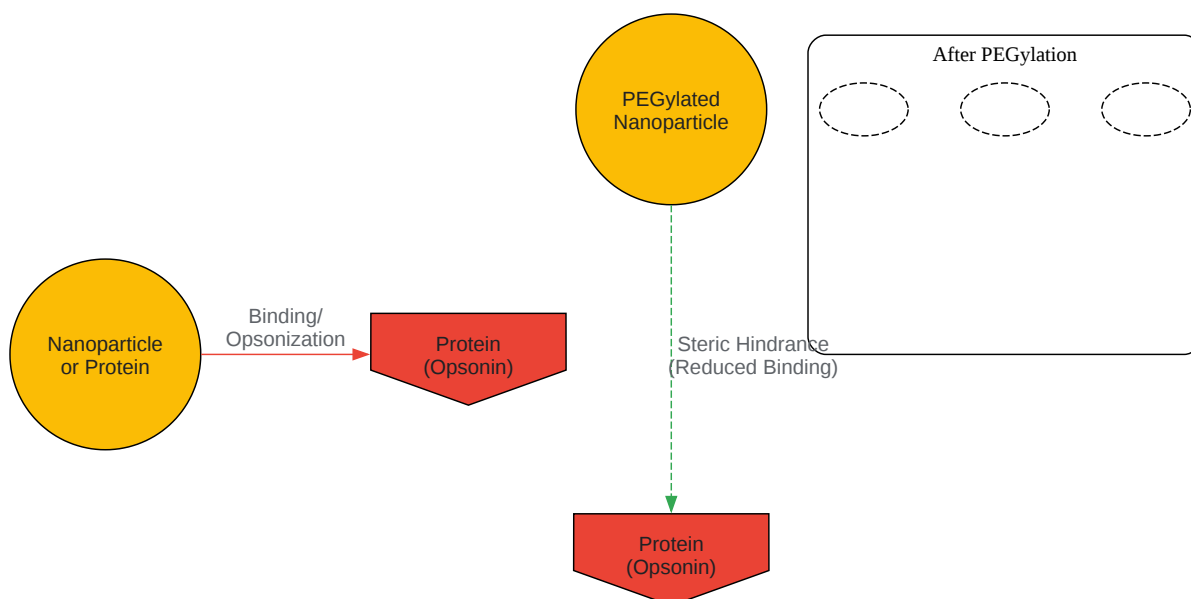 After PEGylation
PEGylated
Nanoparticle
Binding/
Opsonization
Nanoparticle
or Protein
Protein
(Opsonin)
Steric Hindrance
(Reduced Binding)
Protein
(Opsonin)